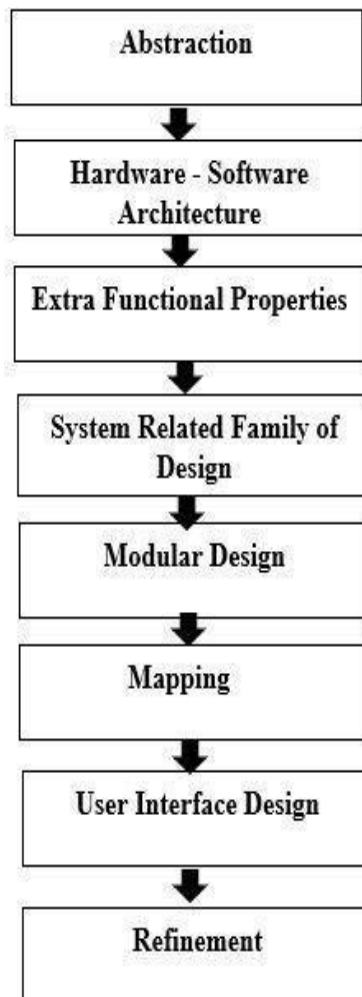 Abstraction
Hardware - Software
Architecture
Extra Functional Properties
System Related Family of
Design
Modular Design
Mapping
User Interface Design
Refinement